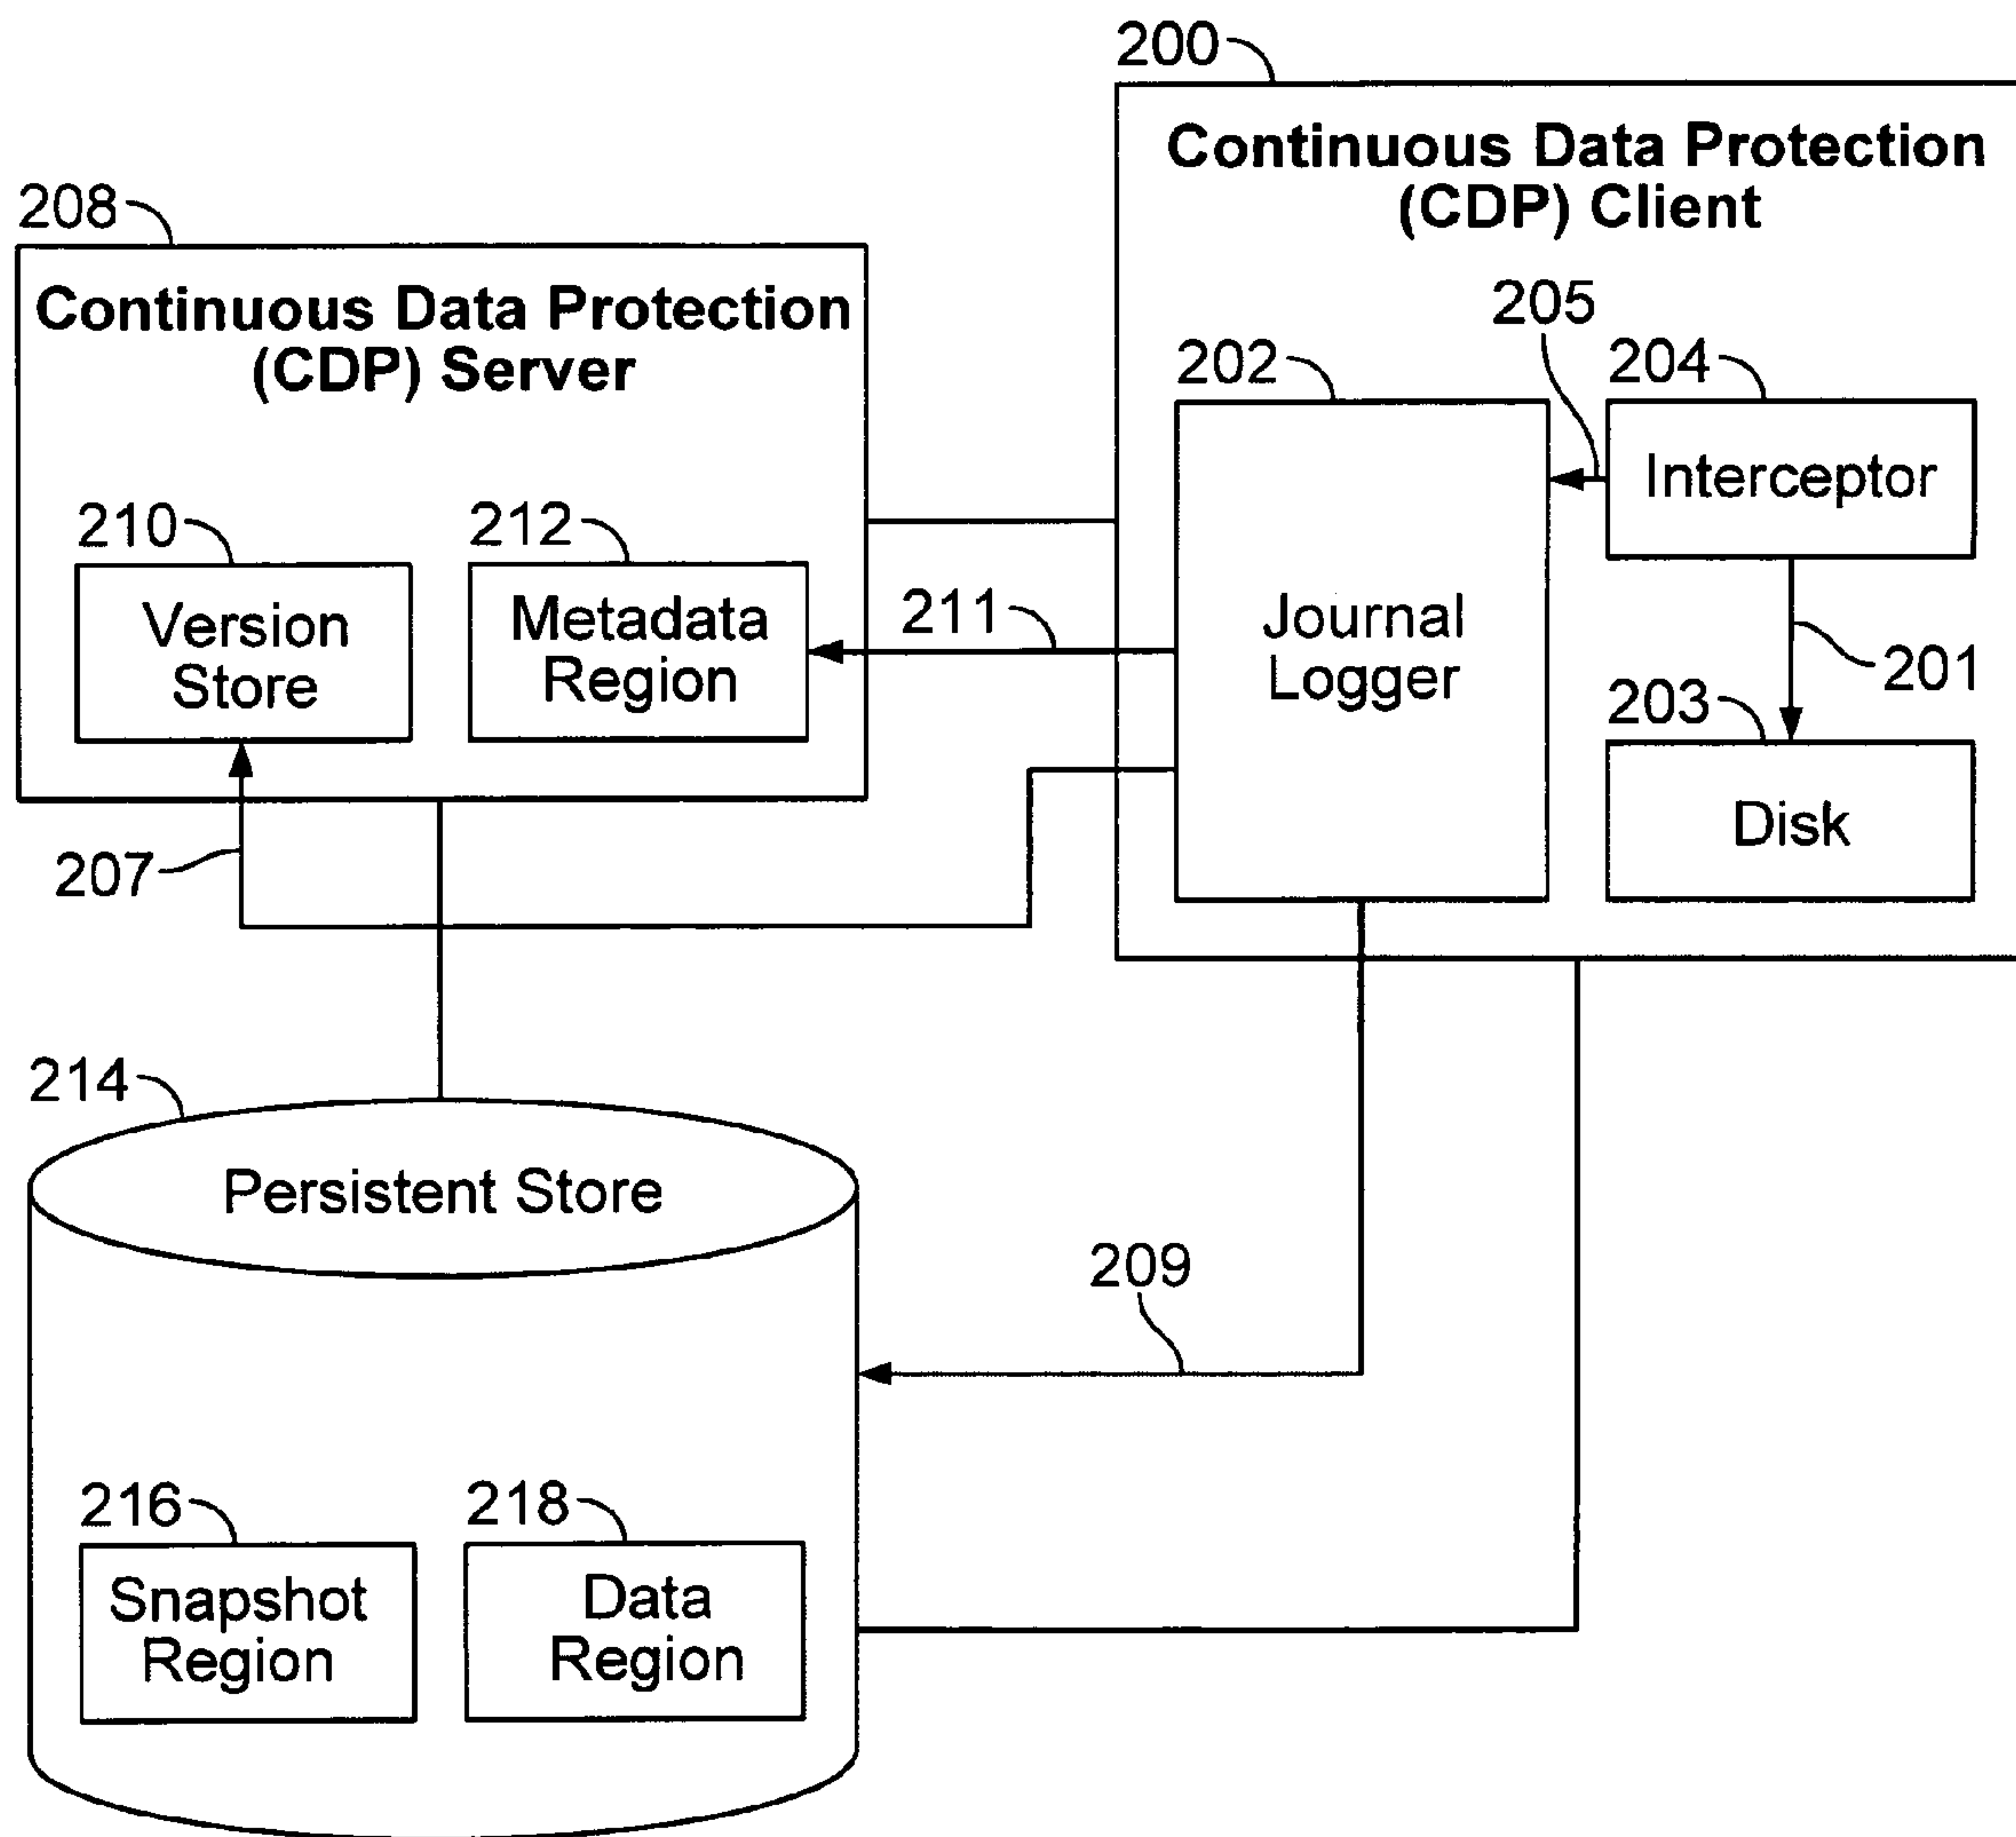 200
Continuous Data Protection
(CDP) Client
208
Continuous Data Protection
(CDP) Server
205
202
204
Interceptor
Journal
Logger
201
203
Disk
210
Version
Store
212
Metadata
Region
211
207
214
Persistent Store
209
216
Snapshot
Region
218
Data
Region